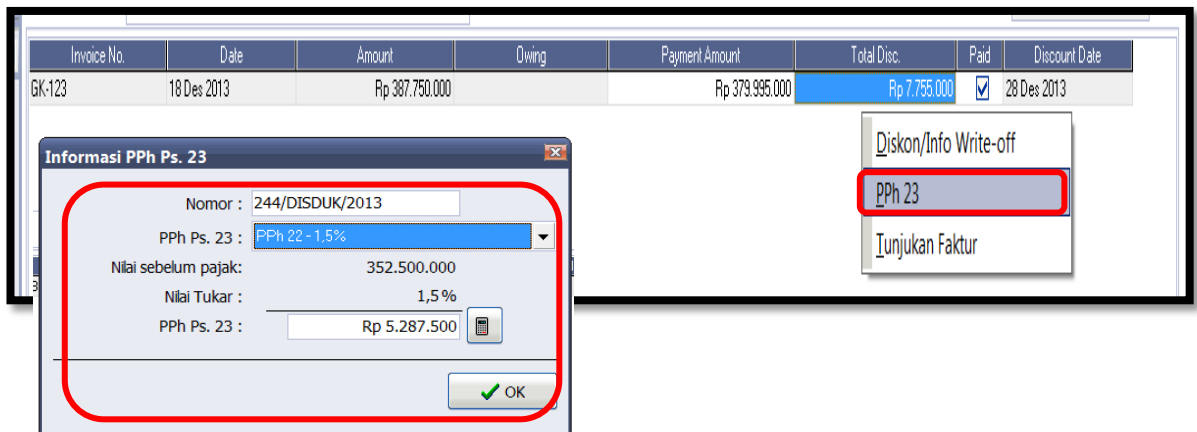 Invoice No. Date Amount Owing Payment Amount Total Disc. Paid Discount Date
GK-123 18 Des 2013 Rp 387.750.000 Rp 379.995.000 Rp 7.755.000 28 Des 2013
Diskon/Info Write-off
PPh 23
Tunjukan Faktur
Informasi PPh Ps. 23
Nomor : 244/DISDUK/2013
PPh Ps. 23 : PPh 22 - 1,5%
Nilai sebelum pajak: 352.500.000
Nilai Tukar : 1,5%
PPh Ps. 23 : Rp 5.287.500
OK